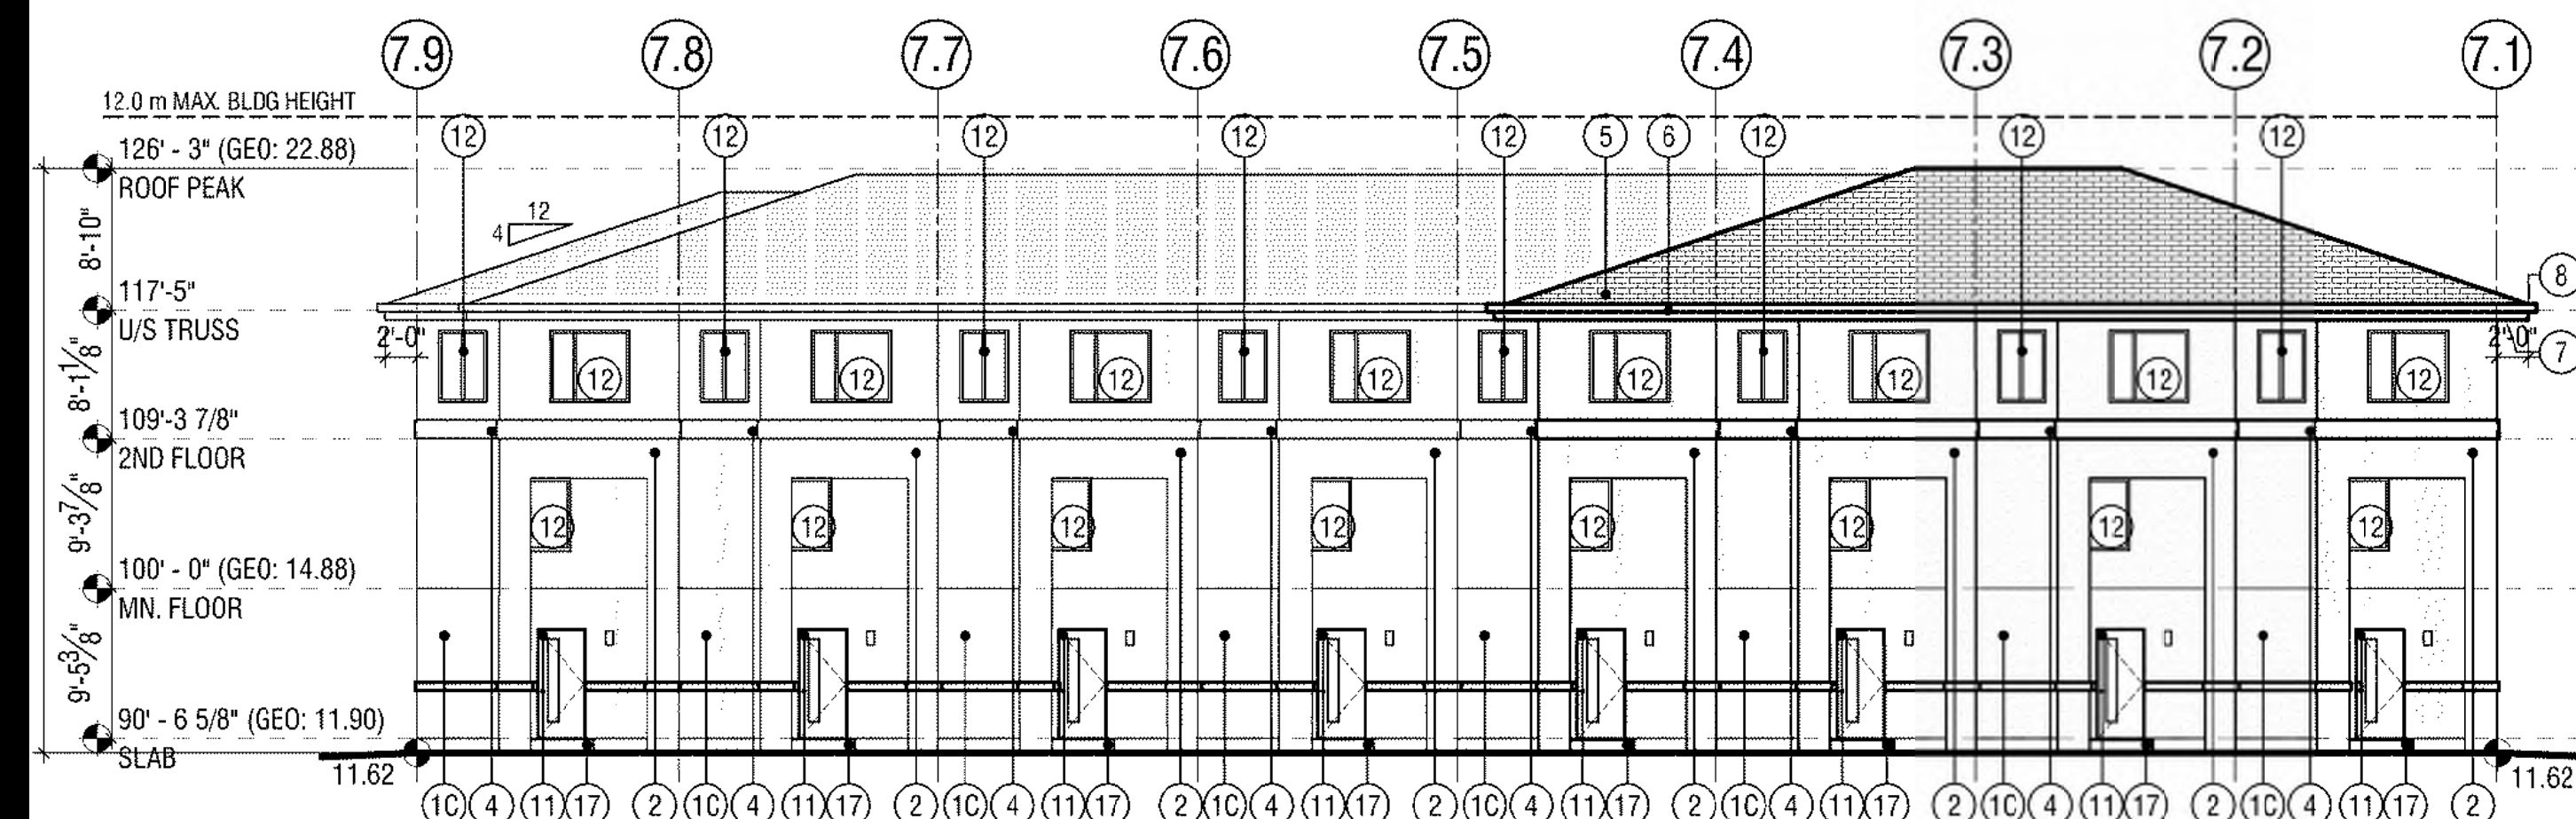 7.9 7.8 7.7 7.6 7.5 7.4 7.3 7.2 7.1
12.0 m MAX. BLDG HEIGHT
12 12 12 12 12 5 6 12 12 12
126' - 3" (GEO: 22.88)
ROOF PEAK
12
4
8'-10"
8
117'-5"
U/S TRUSS
2'-0" 2'-0"
7
12 12 12 12 12 12 12 12
8'-1 1/8"
109'-3 7/8"
2ND FLOOR
9'-3 7/8"
12 12 12 12 12 12 12 12
100' - 0" (GEO: 14.88)
MN. FLOOR
9'-5 3/8"
90' - 6 5/8" (GEO: 11.90)
SLAB
11.62 11.62
1C 4 11 17 2 1C 4 11 17 2 1C 4 11 17 2 1C 4 11 17 2 1C 4 11 17 2 1C 4 11 17 2 1C 4 11 17 2 1C 4 11 17 2